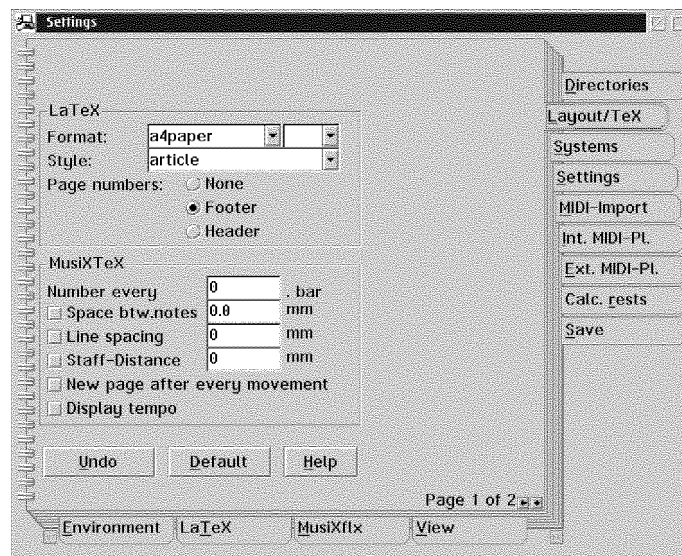 Settings
LaTeX
Format: a4paper
Style: article
Page numbers: None
Footer
Header
MusiXTeX
Number every 0 . bar
Space btw.notes 0.0 mm
Line spacing 0 mm
Staff-Distance 0 mm
New page after every movement
Display tempo
Undo Default Help
Page 1 of 2
Directories
Layout/TeX
Systems
Settings
MIDI-Import
Int. MIDI-Pl.
Ext. MIDI-Pl.
Calc. rests
Save
Environment LaTeX MusiXflx View